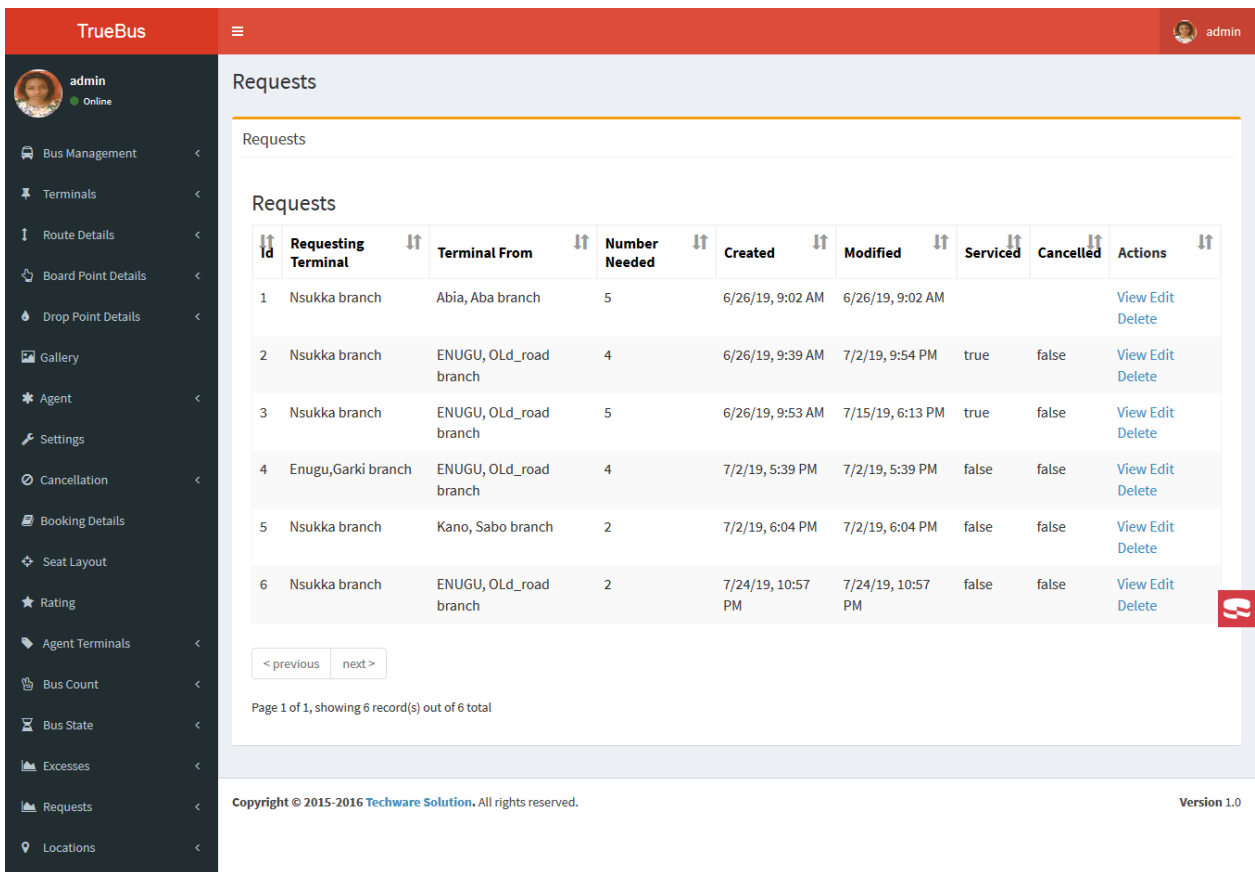 TrueBus
admin
admin
Online
Bus Management
Terminals
Route Details
Board Point Details
Drop Point Details
Gallery
Agent
Settings
Cancellation
Booking Details
Seat Layout
Rating
Agent Terminals
Bus Count
Bus State
Excesses
Requests
Locations
Requests
Requests
Requests
Id Requesting Terminal Terminal From Number Needed Created Modified Serviced Cancelled Actions
1 Nsukka branch Abia, Aba branch 5 6/26/19, 9:02 AM 6/26/19, 9:02 AM View Edit Delete
2 Nsukka branch ENUGU, OLd_road branch 4 6/26/19, 9:39 AM 7/2/19, 9:54 PM true false View Edit Delete
3 Nsukka branch ENUGU, OLd_road branch 5 6/26/19, 9:53 AM 7/15/19, 6:13 PM true false View Edit Delete
4 Enugu,Garki branch ENUGU, OLd_road branch 4 7/2/19, 5:39 PM 7/2/19, 5:39 PM false false View Edit Delete
5 Nsukka branch Kano, Sabo branch 2 7/2/19, 6:04 PM 7/2/19, 6:04 PM false false View Edit Delete
6 Nsukka branch ENUGU, OLd_road branch 2 7/24/19, 10:57 PM 7/24/19, 10:57 PM false false View Edit Delete
< previous next >
Page 1 of 1, showing 6 record(s) out of 6 total
Copyright © 2015-2016 Techware Solution. All rights reserved. Version 1.0